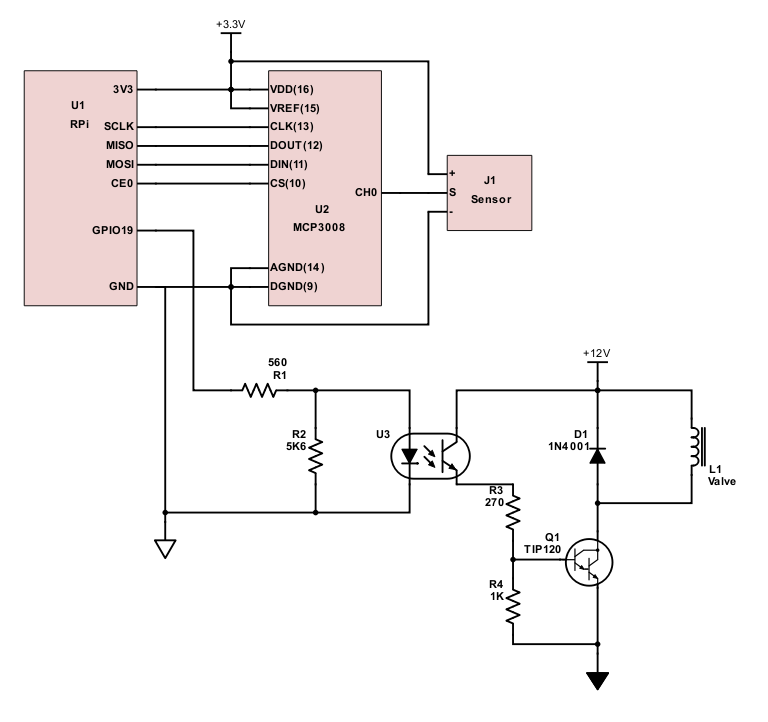 +3.3V
U1
RPi
3V3
SCLK
MISO
MOSI
CE0
GPIO19
GND
VDD(16)
VREF(15)
CLK(13)
DOUT(12)
DIN(11)
CS(10)
CH0
U2
MCP3008
AGND(14)
DGND(9)
+
S
-
J1
Sensor
560
R1
R2
5K6
U3
+12V
D1
1N4001
L1
Valve
R3
270
Q1
TIP120
R4
1K